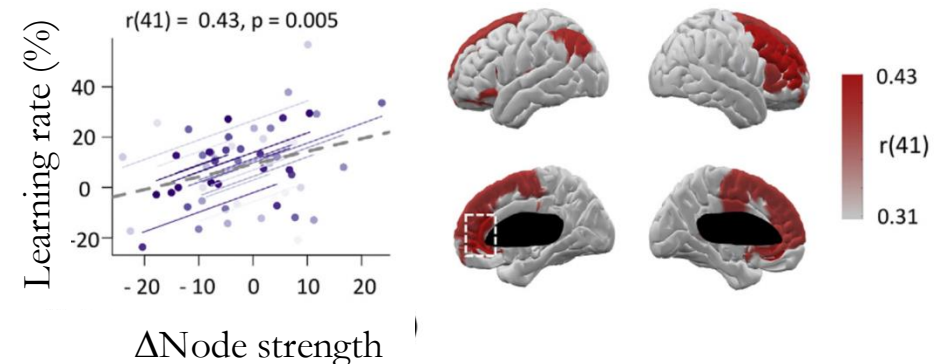 r(41) = 0.43, p = 0.005
Learning rate (%)
40
20
0
-20
- 20 - 10 0 10 20
ΔNode strength
)
0.43
r(41)
0.31